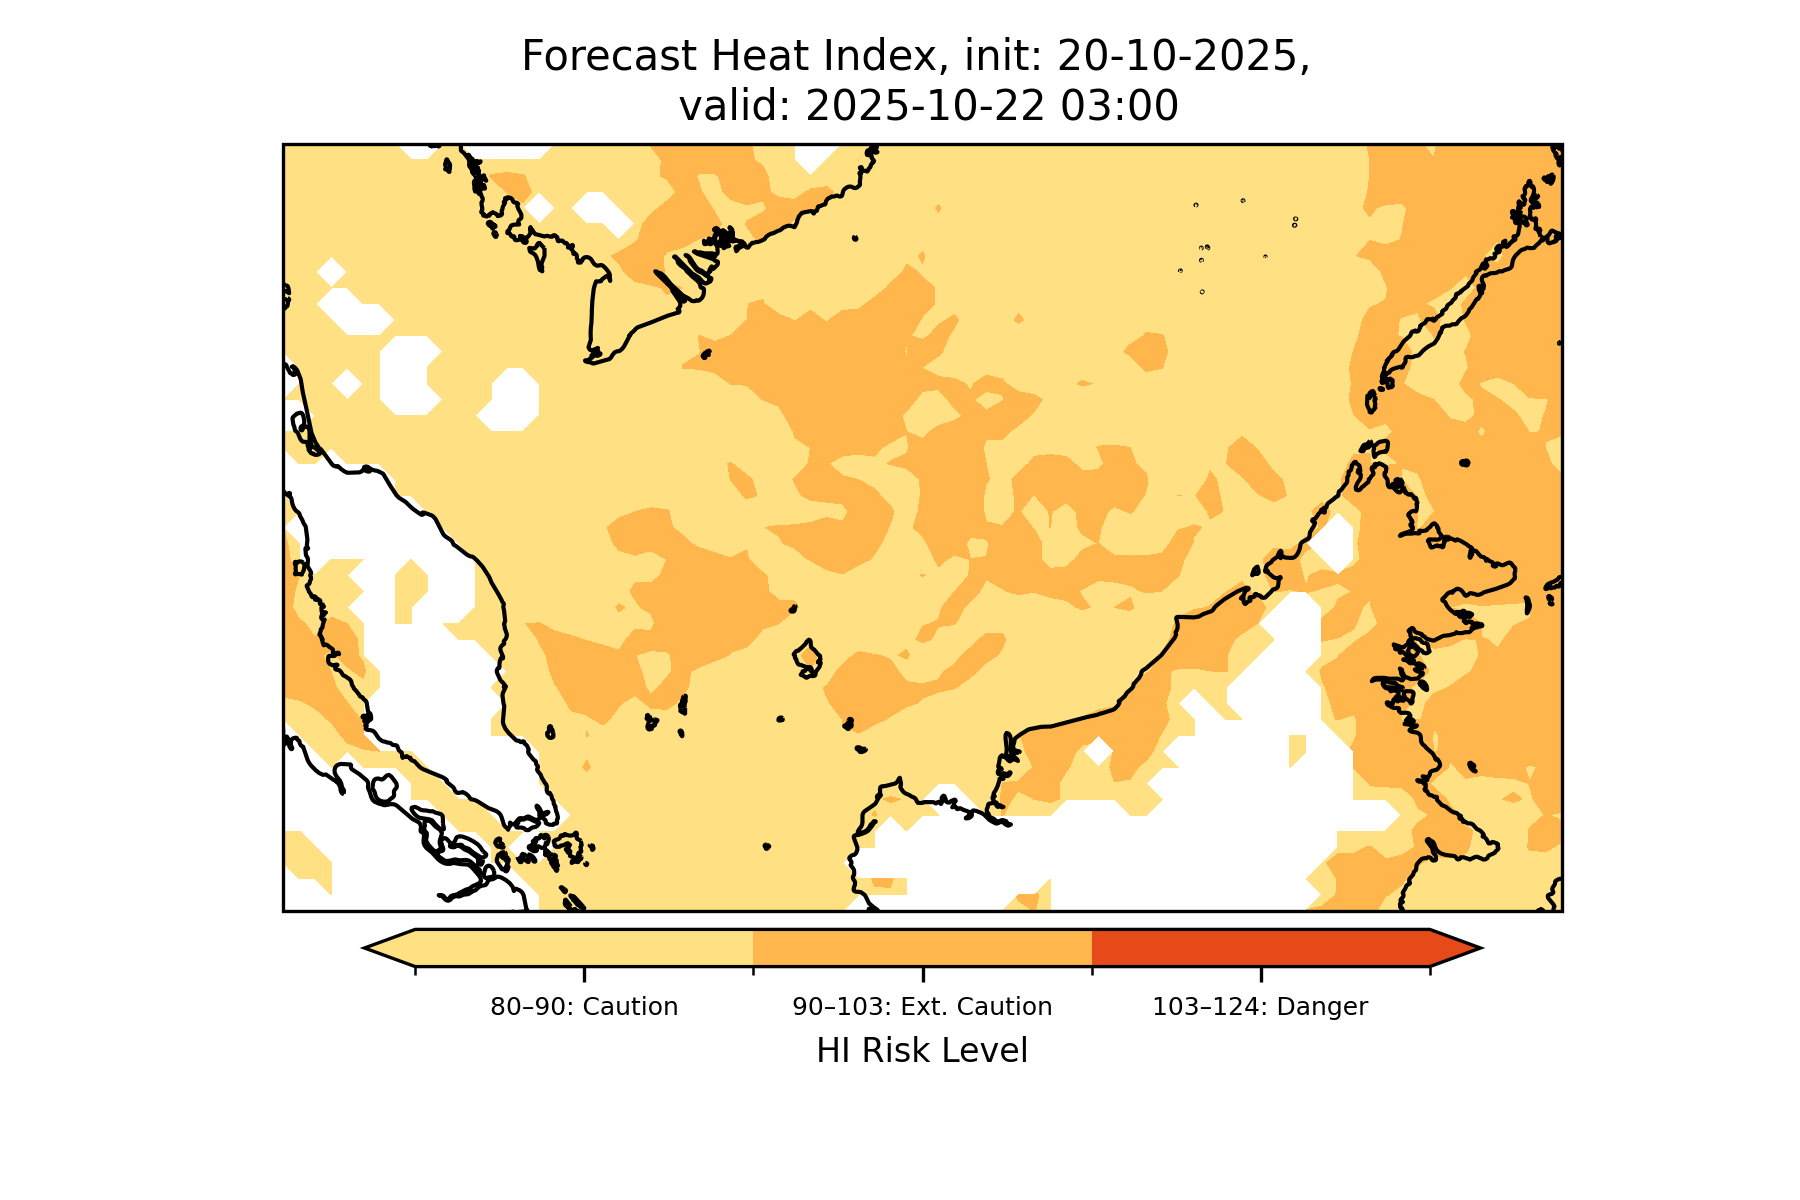 Forecast Heat Index, init: 20-10-2025,
valid: 2025-10-22 03:00
80–90: Caution
90–103: Ext. Caution
103–124: Danger
HI Risk Level